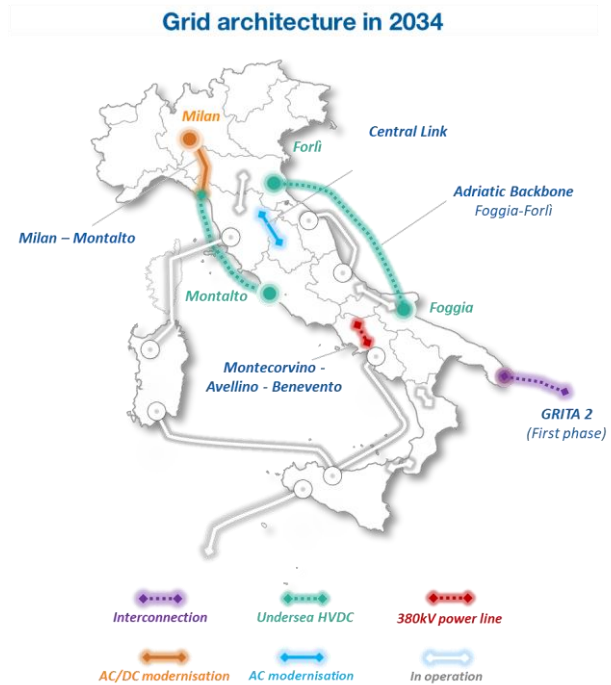 Grid architecture in 2034
Milan
Central Link
Forlì
Adriatic Backbone
Foggia-Forlì
Milan – Montalto
Montalto
Foggia
Montecorvino -
Avellino - Benevento
GRITA 2
(First phase)
Interconnection
Undersea HVDC
380kV power line
AC/DC modernisation
AC modernisation
In operation